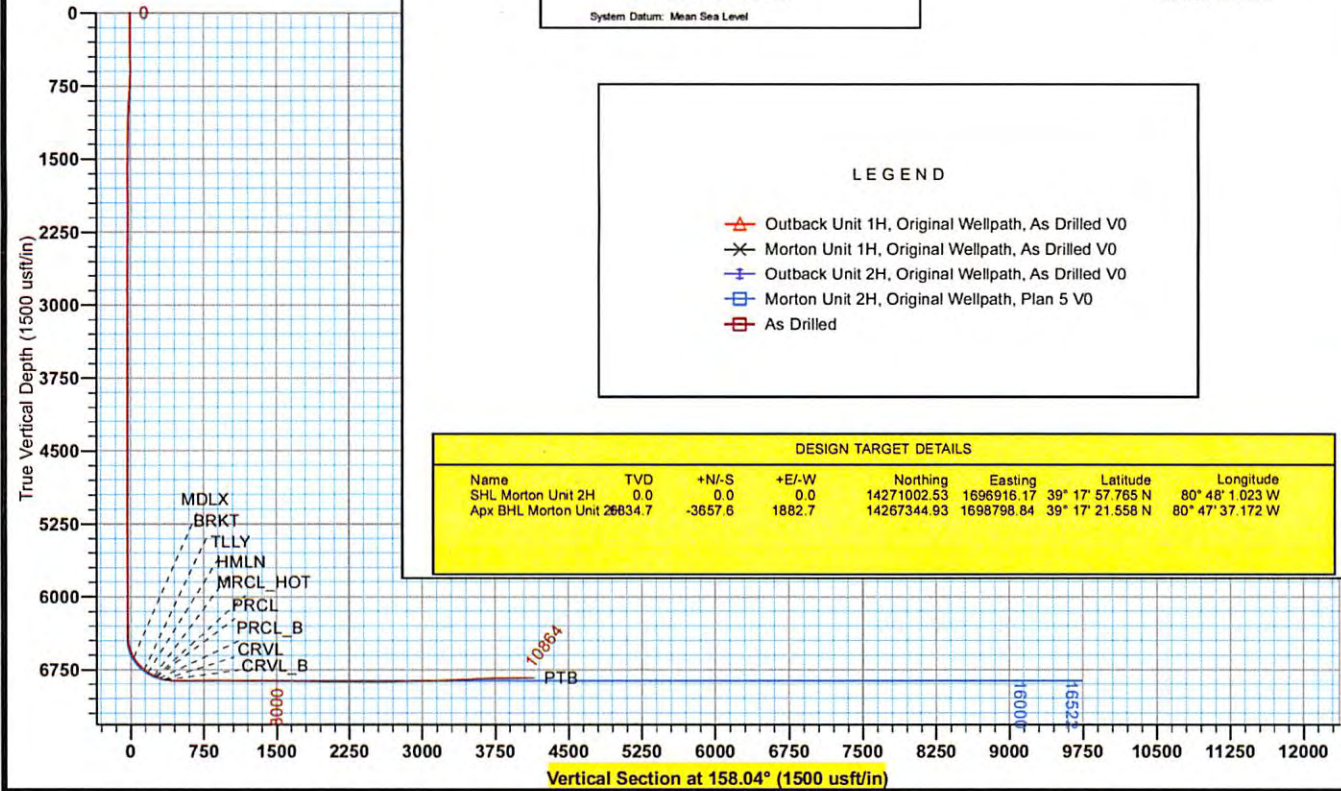 System Datum: Mean Sea Level
LEGEND
Outback Unit 1H, Original Wellpath, As Drilled V0
Morton Unit 1H, Original Wellpath, As Drilled V0
Outback Unit 2H, Original Wellpath, As Drilled V0
Morton Unit 2H, Original Wellpath, Plan 5 V0
As Drilled
DESIGN TARGET DETAILS
Name TVD +N/-S +E/-W Northing Easting Latitude Longitude
SHL Morton Unit 2H 0.0 0.0 0.0 14271002.53 1696916.17 39° 17' 57.765 N 80° 48' 1.023 W
Apx BHL Morton Unit -3657.6 1882.7 14267344.93 1698798.84 39° 17' 21.558 N 80° 47' 37.172 W
True Vertical Depth (1500 usft/in)
0
750
1500
2250
3000
3750
4500
5250
6000
6750
0
MDLX
BRKT
TLLY
HMLN
MRCL_HOT
PRCL
PRCL_B
CRVL
CRVL_B
10864
PTB
16000
0 750 1500 2250 3000 3750 4500 5250 6000 6750 7500 8250 9000 9750 10500 11250 12000
Vertical Section at 158.04° (1500 usft/in)